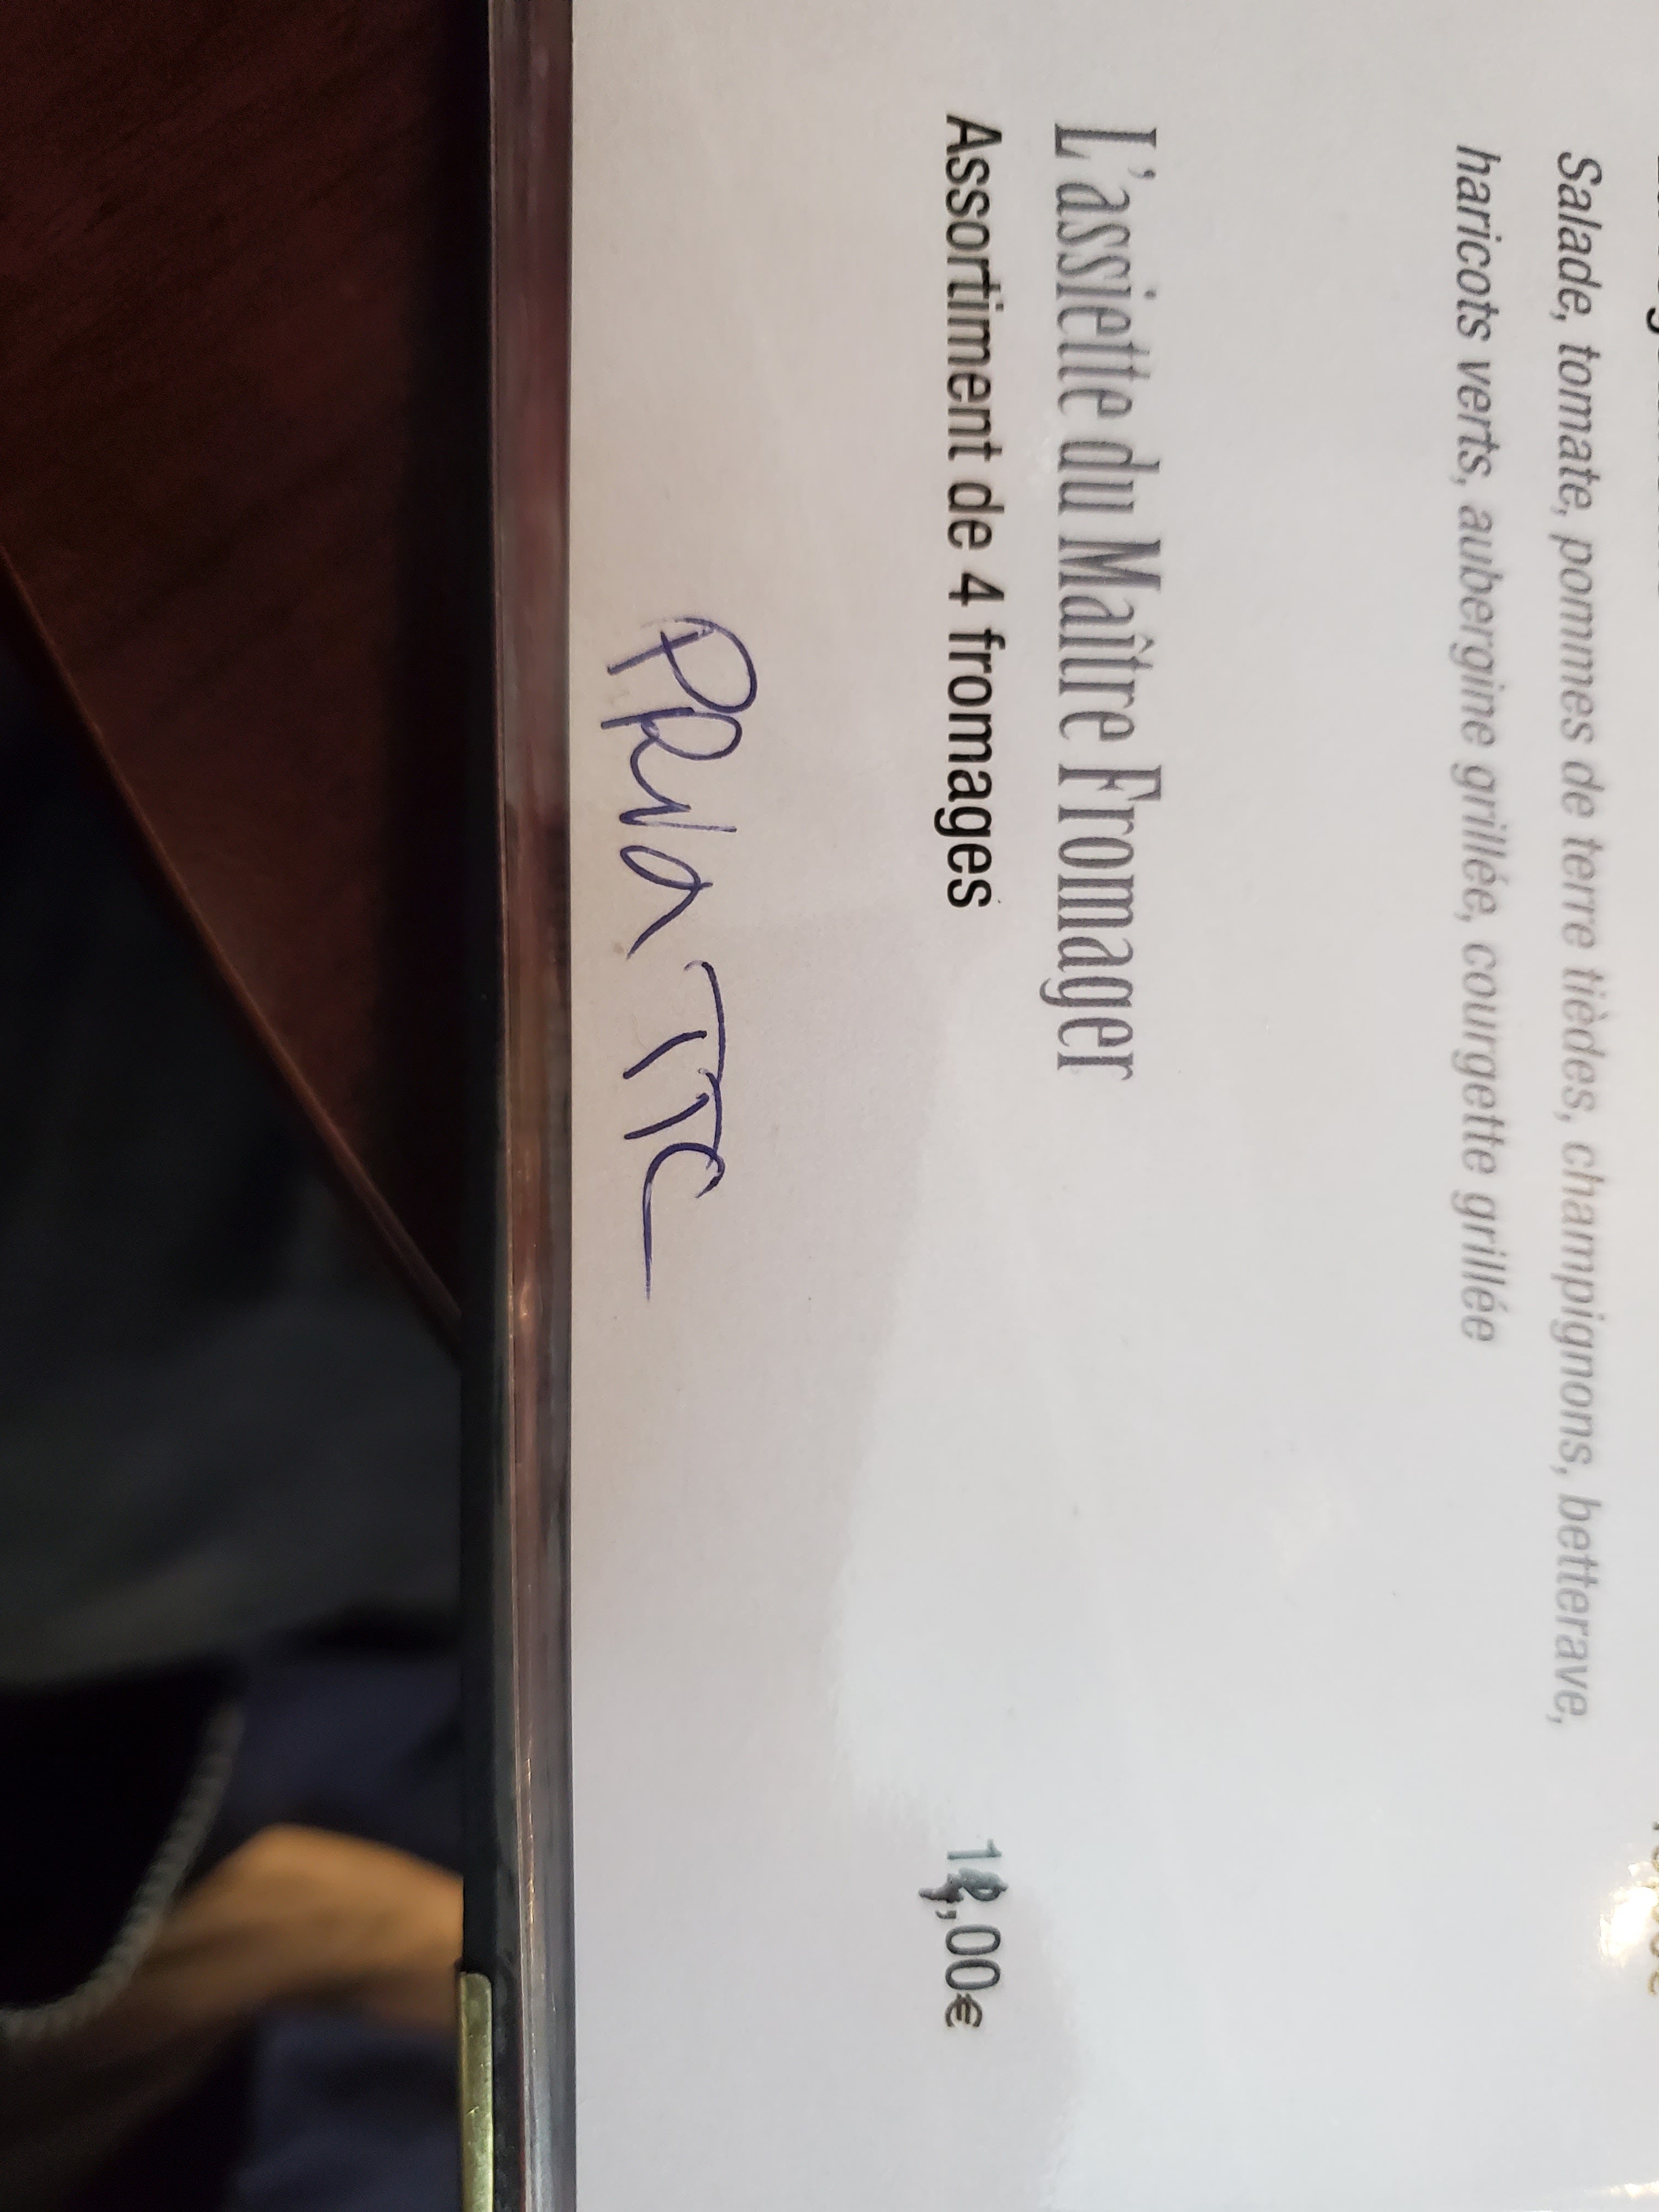 Salade, tomate, pommes de terre tièdes, champignons, betterave,
haricots verts, aubergine grillée, courgette grillée
L'assiette du Maître Fromager
Assortiment de 4 fromages
TTC